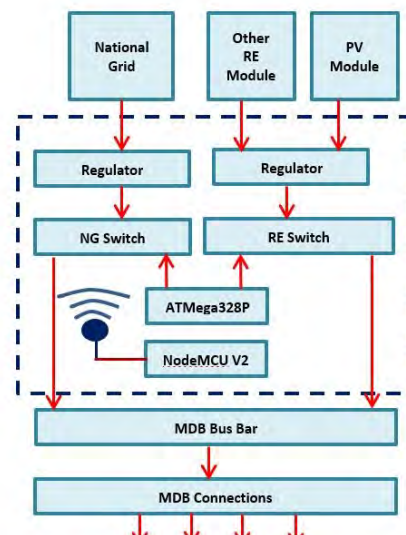 National
Grid
Other
RE
Module
PV
Module
Regulator
Regulator
NG Switch
RE Switch
ATMega328P
NodeMCU V2
MDB Bus Bar
MDB Connections